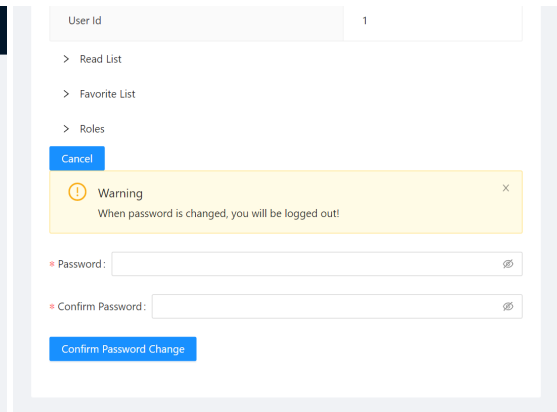 User Id 1
Read List
Favorite List
Roles
Cancel
Warning
When password is changed, you will be logged out!
* Password:
* Confirm Password:
Confirm Password Change